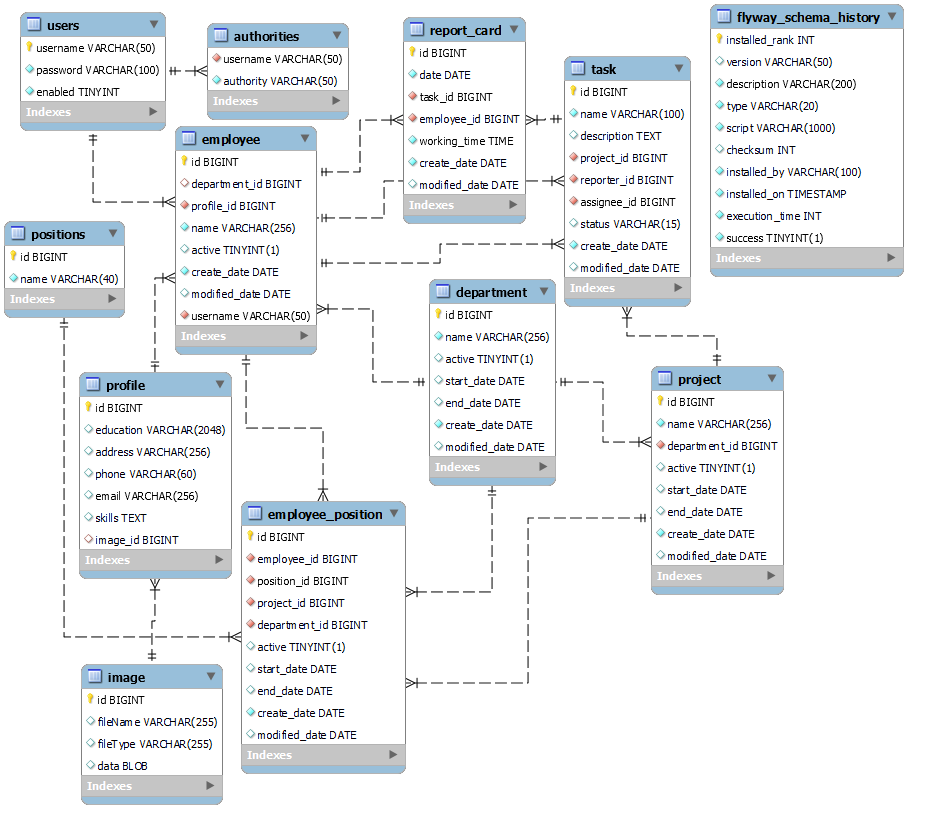 users
username VARCHAR(50)
password VARCHAR(100)
enabled TINYINT
Indexes
authorities
username VARCHAR(50)
authority VARCHAR(50)
Indexes
report_card
id BIGINT
date DATE
task_id BIGINT
employee_id BIGINT
working_time TIME
create_date DATE
modified_date DATE
Indexes
task
id BIGINT
name VARCHAR(100)
description TEXT
project_id BIGINT
reporter_id BIGINT
assignee_id BIGINT
status VARCHAR(15)
create_date DATE
modified_date DATE
Indexes
flyway_schema_history
installed_rank INT
version VARCHAR(50)
description VARCHAR(200)
type VARCHAR(20)
script VARCHAR(1000)
checksum INT
installed_by VARCHAR(100)
installed_on TIMESTAMP
execution_time INT
success TINYINT(1)
Indexes
employee
id BIGINT
department_id BIGINT
profile_id BIGINT
name VARCHAR(256)
active TINYINT(1)
create_date DATE
modified_date DATE
username VARCHAR(50)
Indexes
positions
id BIGINT
name VARCHAR(40)
Indexes
department
id BIGINT
name VARCHAR(256)
active TINYINT(1)
start_date DATE
end_date DATE
create_date DATE
modified_date DATE
Indexes
profile
id BIGINT
education VARCHAR(2048)
address VARCHAR(256)
phone VARCHAR(60)
email VARCHAR(256)
skills TEXT
image_id BIGINT
Indexes
project
id BIGINT
name VARCHAR(256)
department_id BIGINT
active TINYINT(1)
start_date DATE
end_date DATE
create_date DATE
modified_date DATE
Indexes
employee_position
id BIGINT
employee_id BIGINT
position_id BIGINT
project_id BIGINT
department_id BIGINT
active TINYINT(1)
start_date DATE
end_date DATE
create_date DATE
modified_date DATE
Indexes
image
id BIGINT
fileName VARCHAR(255)
fileType VARCHAR(255)
data BLOB
Indexes